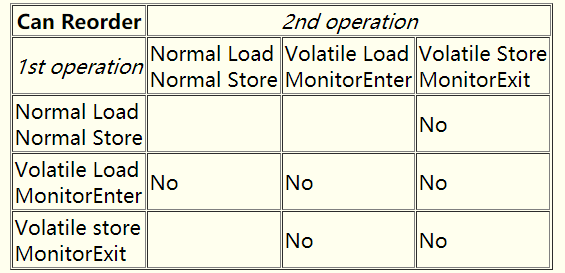 Can Reorder 2nd operation
1st operation Normal Load Volatile Load Volatile Store
Normal Store MonitorEnter MonitorExit
Normal Load
Normal Store No
Volatile Load
MonitorEnter No No No
Volatile store
MonitorExit No No